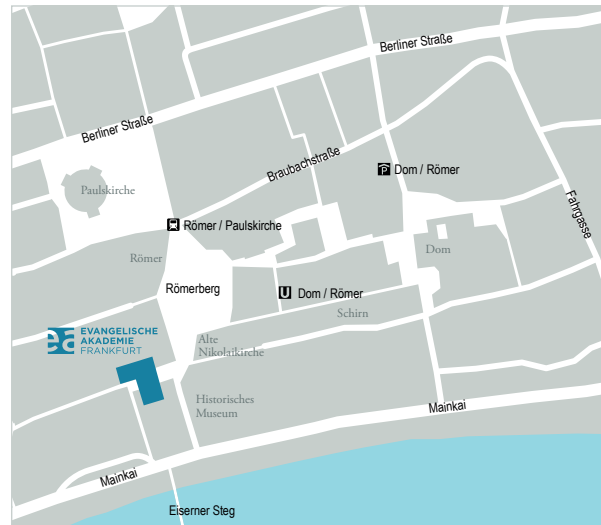 Berliner Straße
Berliner Straße
Braubachstraße
P Dom / Römer
Paulskirche
Fahrgasse
Römer / Paulskirche
Dom
Römer
Römerberg
U Dom / Römer
Schirn
ea EVANGELISCHE
AKADEMIE
FRANKFURT
Alte
Nikolaikirche
Historisches
Museum
Mainkai
Mainkai
Eiserner Steg